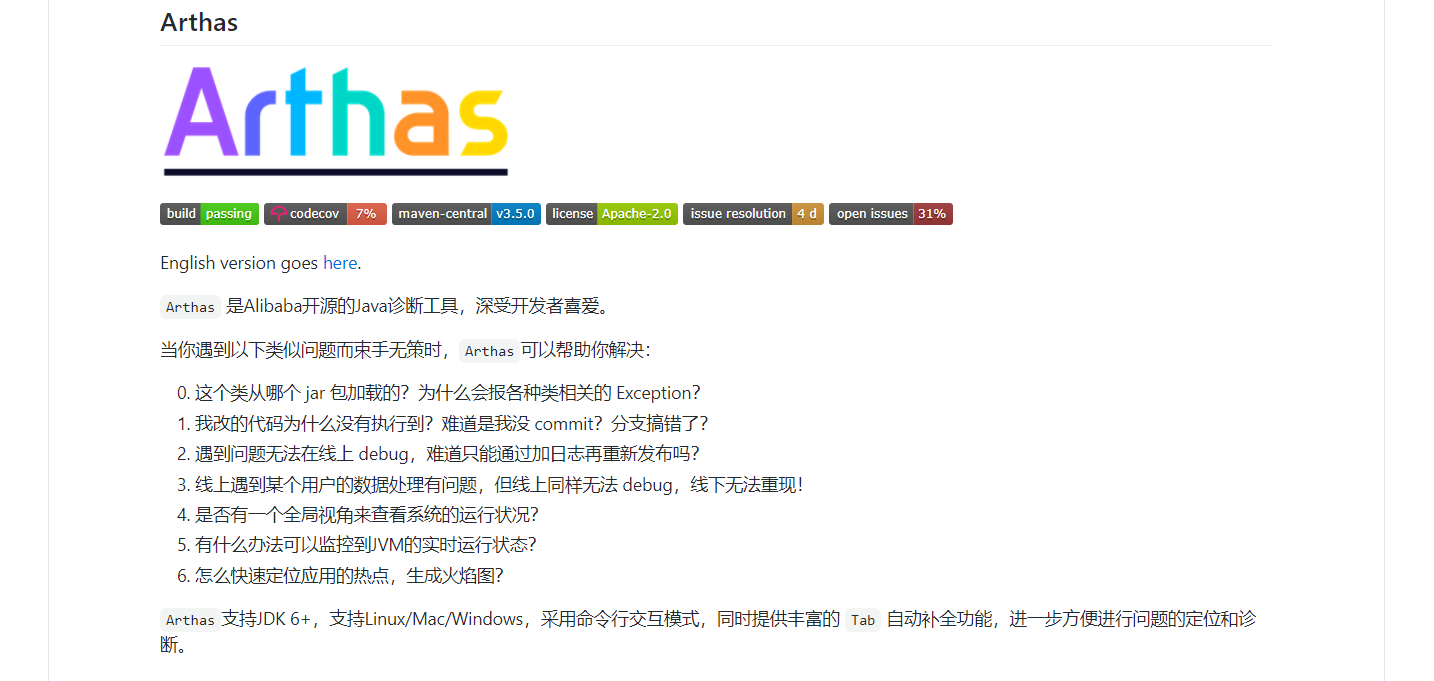 Arthas
Arthas
build passing codecov 7% maven-central v3.5.0 license Apache-2.0 issue resolution 4 d open issues 31%
English version goes here.
Arthas 是Alibaba开源的Java诊断工具，深受开发者喜爱。
当你遇到以下类似问题而束手无策时，Arthas可以帮助你解决：
0. 这个类从哪个 jar 包加载的？为什么会报各种类相关的 Exception？
1. 我改的代码为什么没有执行到？难道是我没 commit？分支搞错了？
2. 遇到问题无法在线上 debug，难道只能通过加日志再重新发布吗？
3. 线上遇到某个用户的数据处理有问题，但线上同样无法 debug，线下无法重现！
4. 是否有一个全局视角来查看系统的运行状况？
5. 有什么办法可以监控到JVM的实时运行状态？
6. 怎么快速定位应用的热点，生成火焰图？
Arthas支持JDK 6+，支持Linux/Mac/Windows，采用命令行交互模式，同时提供丰富的 Tab 自动补全功能，进一步方便进行问题的定位和诊
断。